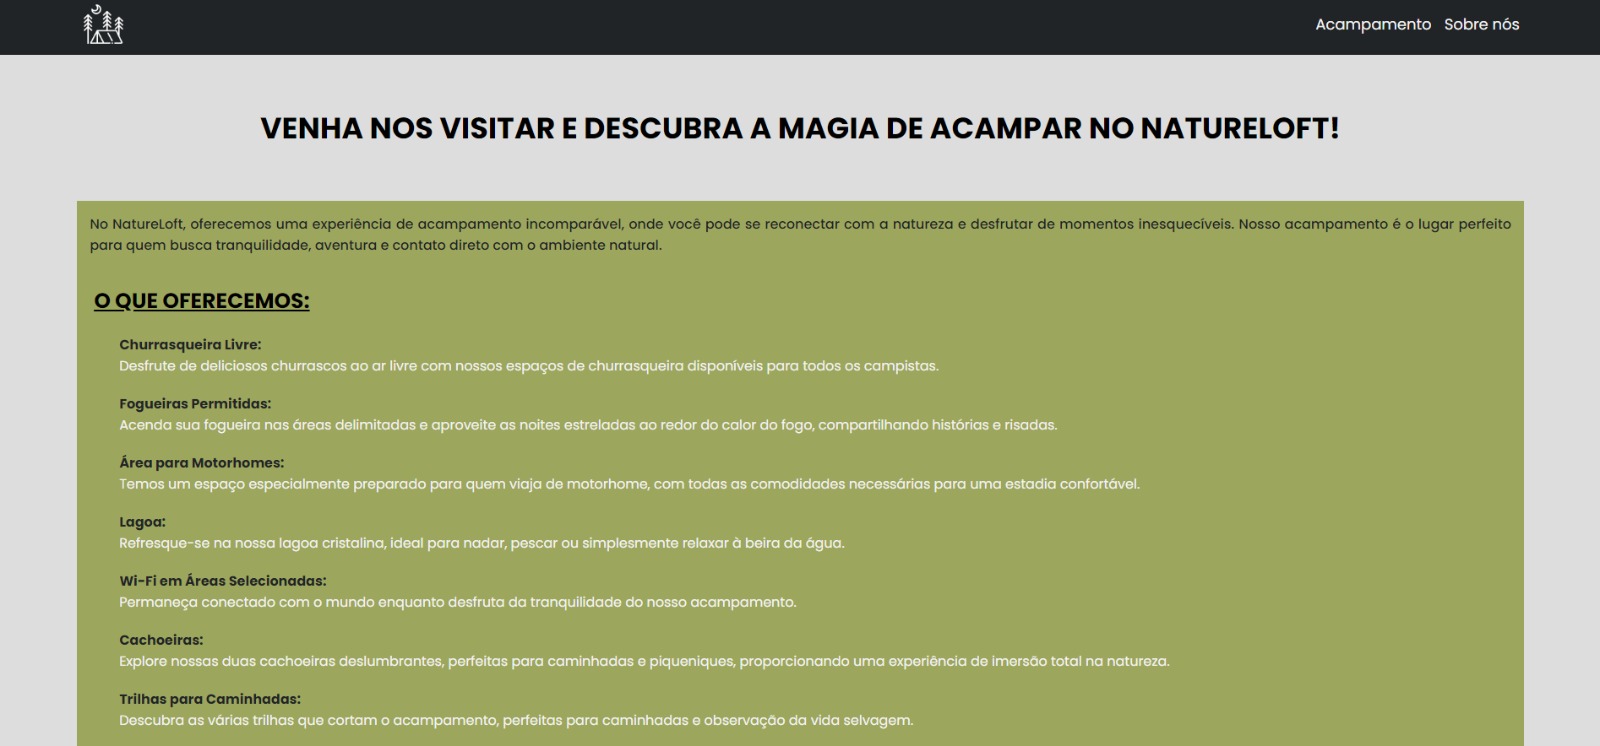 Acampamento Sobre nós
VENHA NOS VISITAR E DESCUBRA A MAGIA DE ACAMPAR NO NATURELOFT!
No NatureLoft, oferecemos uma experiência de acampamento incomparável, onde você pode se reconectar com a natureza e desfrutar de momentos inesquecíveis. Nosso acampamento é o lugar perfeito
para quem busca tranquilidade, aventura e contato direto com o ambiente natural.
O QUE OFERECEMOS:
Churrasqueira Livre:
Desfrute de deliciosos churrascos ao ar livre com nossos espaços de churrasqueira disponíveis para todos os campistas.
Fogueiras Permitidas:
Acenda sua fogueira nas áreas delimitadas e aproveite as noites estreladas ao redor do calor do fogo, compartilhando histórias e risadas.
Área para Motorhomes:
Temos um espaço especialmente preparado para quem viaja de motorhome, com todas as comodidades necessárias para uma estadia confortável.
Lagoa:
Refresque-se na nossa lagoa cristalina, ideal para nadar, pescar ou simplesmente relaxar à beira da água.
Wi-Fi em Áreas Selecionadas:
Permaneça conectado com o mundo enquanto desfruta da tranquilidade do nosso acampamento.
Cachoeiras:
Explore nossas duas cachoeiras deslumbrantes, perfeitas para caminhadas e piqueniques, proporcionando uma experiência de imersão total na natureza.
Trilhas para Caminhadas:
Descubra as várias trilhas que cortam o acampamento, perfeitas para caminhadas e observação da vida selvagem.